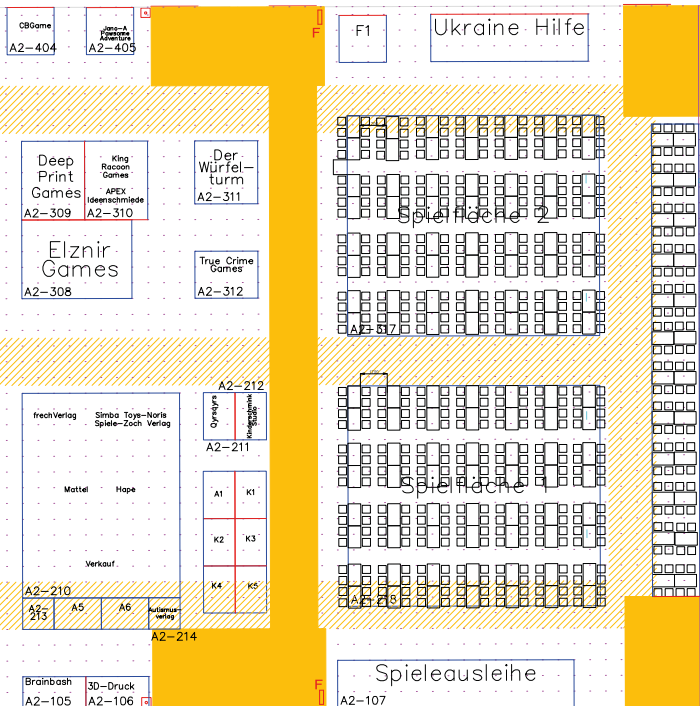 CBGame
A2-404
Jans-A
Pawsome
Adventure
A2-405
F
F1
Ukraine Hilfe
Deep
Print
Games
A2-309
King
Racoon
Games
APEX
Ideenschmiede
A2-310
Der
Würfel-
turm
A2-311
Elznir
Games
A2-308
True Crime
Games
A2-312
Spielfläche 2
A2-317
A2-212
Qyrsqyrs
Kinderschmink
Studio
A2-211
frechVerlag
Simba Toys-Noris
Spiele-Zoch Verlag
Mattel
Hape
Verkauf
A2-210
A1
K1
K2
K3
K4
K5
Spielfläche 1
A2-213
A5
A6
Autismus-
verlag
A2-214
Brainbash
A2-105
3D-Druck
A2-106
F
Spieleausleihe
A2-107